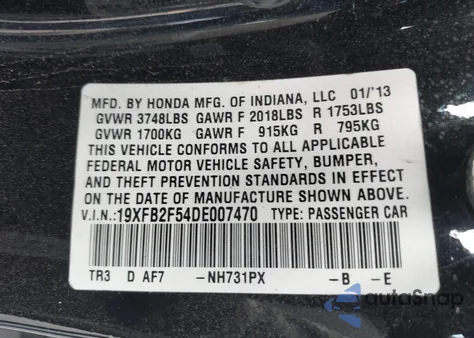 MFD. BY HONDA MFG. OF INDIANA, LLC 01/'13
GVWR 3748LBS GAWR F 2018LBS R 1753LBS
GVWR 1700KG GAWR F 915KG R 795KG
THIS VEHICLE CONFORMS TO ALL APPLICABLE
FEDERAL MOTOR VEHICLE SAFETY, BUMPER,
AND THEFT PREVENTION STANDARDS IN EFFECT
ON THE DATE OF MANUFACTURE SHOWN ABOVE.
V.I.N.: 19XFB2F54DE007470 TYPE: PASSENGER CAR
TR3 D AF7 -NH731PX -B -E
autoSnap